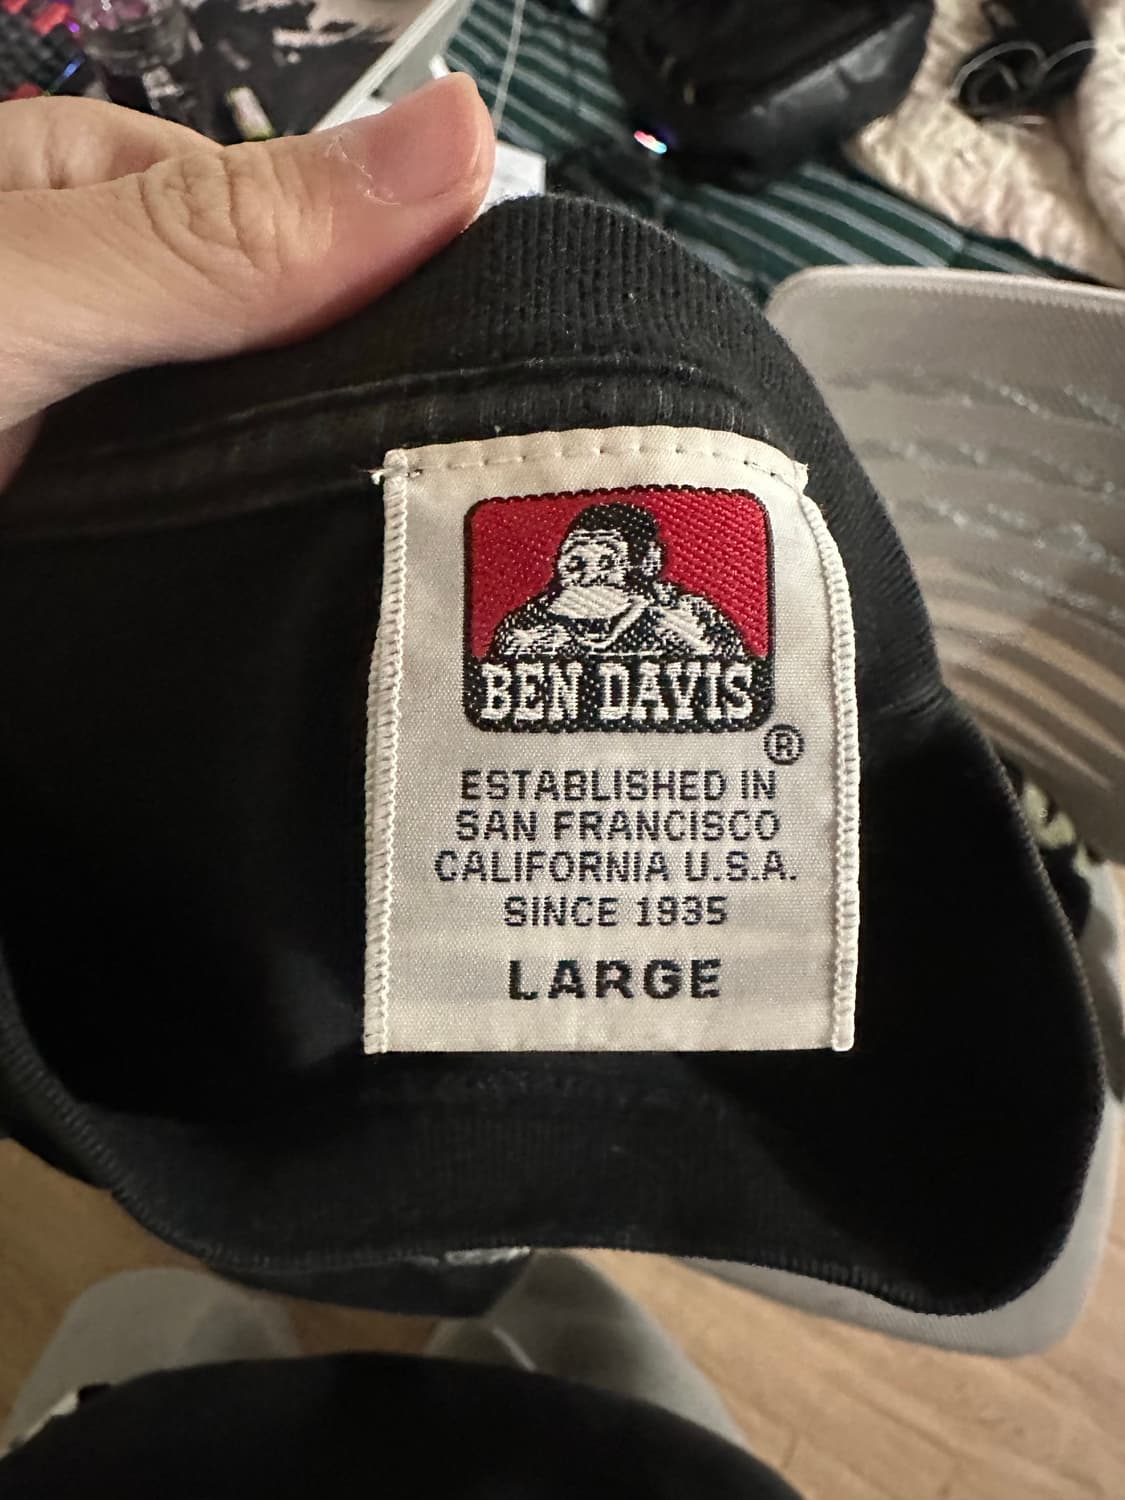 BEN DAVIS
®
ESTABLISHED IN
SAN FRANCISCO
CALIFORNIA U.S.A.
SINCE 1935
LARGE